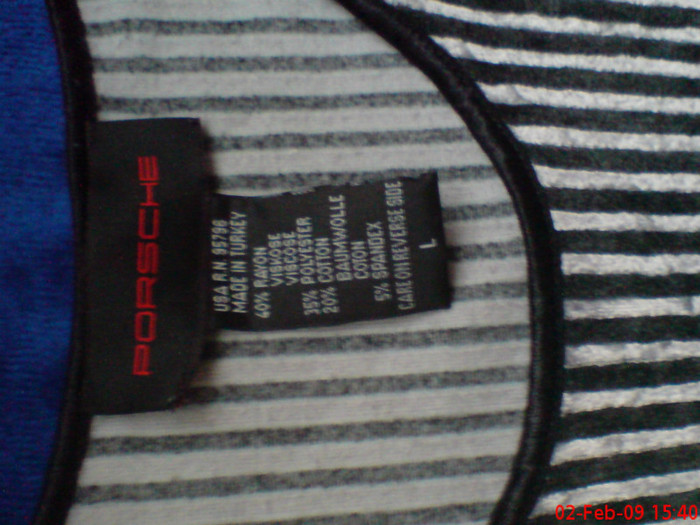 PORSCHE
USA R.N. 95796
MADE IN TURKEY
40% RAYON
VISKOSE
VISCOSE
35% POLYESTER
20% COTTON
BAUMWOLLE
COTON
5% SPANDEX
CARE ON REVERSE SIDE
L
02-Feb-09 15:40